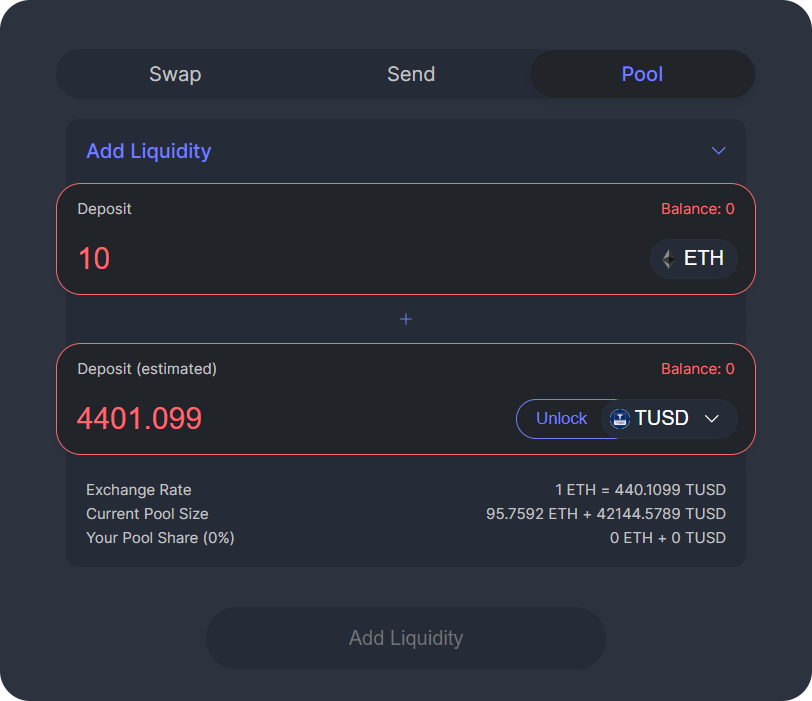 Swap Send Pool
Add Liquidity
Deposit Balance: 0
10 ETH
+
Deposit (estimated) Balance: 0
4401.099 Unlock TUSD
Exchange Rate 1 ETH = 440.1099 TUSD
Current Pool Size 95.7592 ETH + 42144.5789 TUSD
Your Pool Share (0%) 0 ETH + 0 TUSD
Add Liquidity